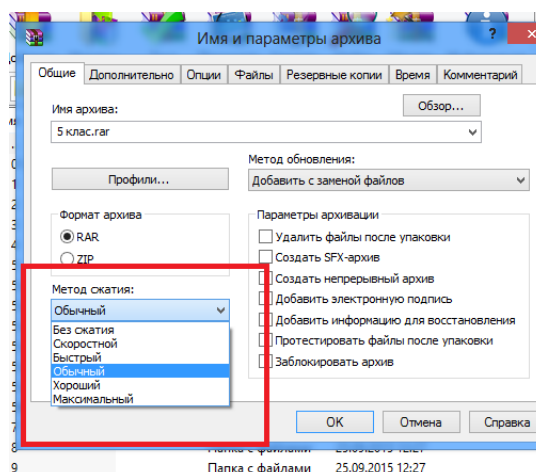 Имя и параметры архива
?
Общие Дополнительно Опции Файлы Резервные копии Время Комментарий
Имя архива:
Обзор...
5 клас.rar
Метод обновления:
Профили...
Добавить с заменой файлов
Формат архива
Параметры архивации
RAR
Удалить файлы после упаковки
ZIP
Создать SFX-архив
Создать непрерывный архив
Метод сжатия:
Добавить электронную подпись
Обычный
Добавить информацию для восстановления
Без сжатия
Скоростной
Протестировать файлы после упаковки
Быстрый
Обычный
Заблокировать архив
Хороший
Максимальный
OK Отмена Справка
8
9 Папка с файлами 25.09.2015 12:27